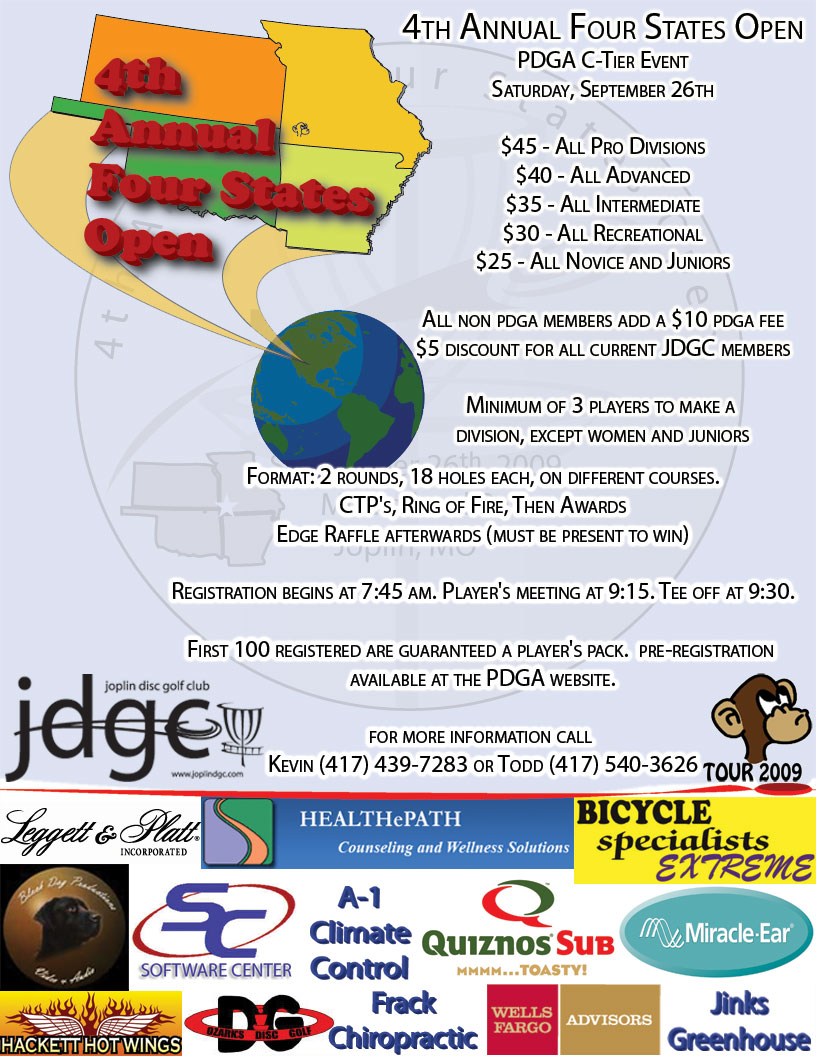 4th Annual Four States Open
PDGA C-Tier Event
Saturday, September 26th
4th
Annual
Four States
Open
$45 - All Pro Divisions
$40 - All Advanced
$35 - All Intermediate
$30 - All Recreational
$25 - All Novice and Juniors
All non pdga members add a $10 pdga fee
$5 discount for all current JDGC members
Minimum of 3 players to make a
division, except women and juniors
Format: 2 rounds, 18 holes each, on different courses.
CTP's, Ring of Fire, Then Awards
Edge Raffle afterwards (must be present to win)
26th, 2009
Joplin, MO
Registration begins at 7:45 am. Player's meeting at 9:15. Tee off at 9:30.
First 100 registered are guaranteed a player's pack. pre-registration
available at the PDGA website.
joplin disc golf club
jdgc
www.joplindgc.com
for more information call
Kevin (417) 439-7283 or Todd (417) 540-3626
TOUR 2009
Leggett & Platt®
INCORPORATED
HEALTHePATH
Counseling and Wellness Solutions
BICYCLE
specialists
EXTREME
Black Dog Productions
Video & Audio
SC
SOFTWARE CENTER
A-1
Climate
Control
QUIZNOS SUB
MMMM...TOASTY!
Miracle-Ear®
HACKETT HOT WINGS
DG
OZARKS DISC GOLF
Frack
Chiropractic
WELLS
FARGO
ADVISORS
Jinks
Greenhouse